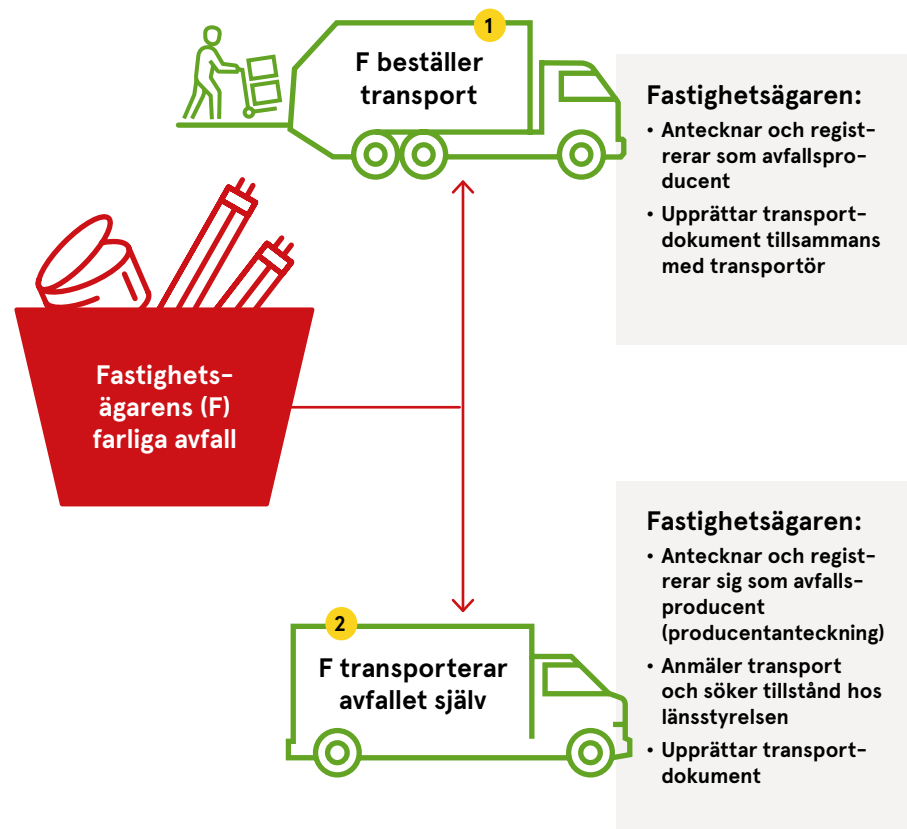 1
F beställer
transport
Fastighetsägaren:
• Antecknar och regist-
rerar som avfallspro-
ducent
• Upprättar transport-
dokument tillsammans
med transportör
Fastighets-
ägarens (F)
farliga avfall
2
F transporterar
avfallet själv
Fastighetsägaren:
• Antecknar och regist-
rerar sig som avfalls-
producent
(producentanteckning)
• Anmäler transport
och söker tillstånd hos
länsstyrelsen
• Upprättar transport-
dokument